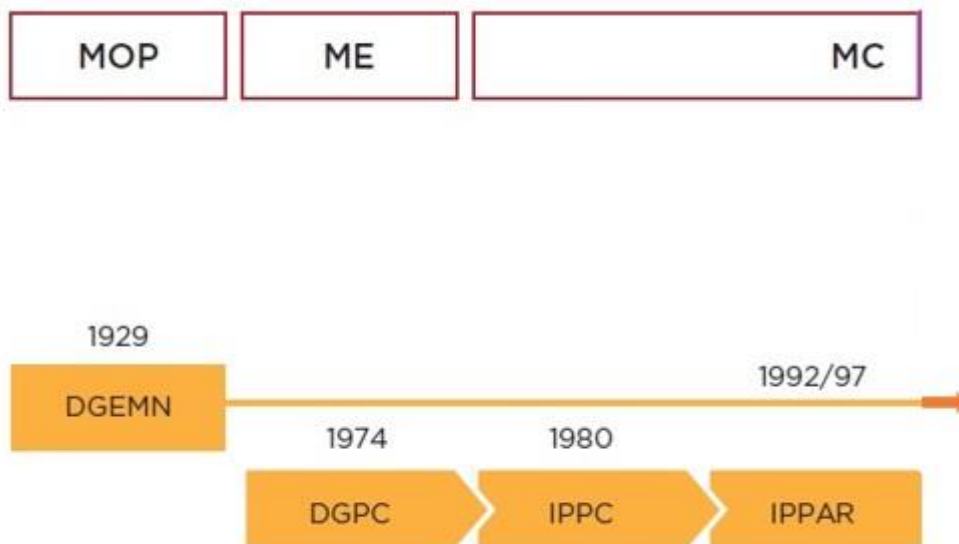 MOP ME MC
1929
1992/97
DGEMN
1974 1980
DGPC IPPC IPPAR